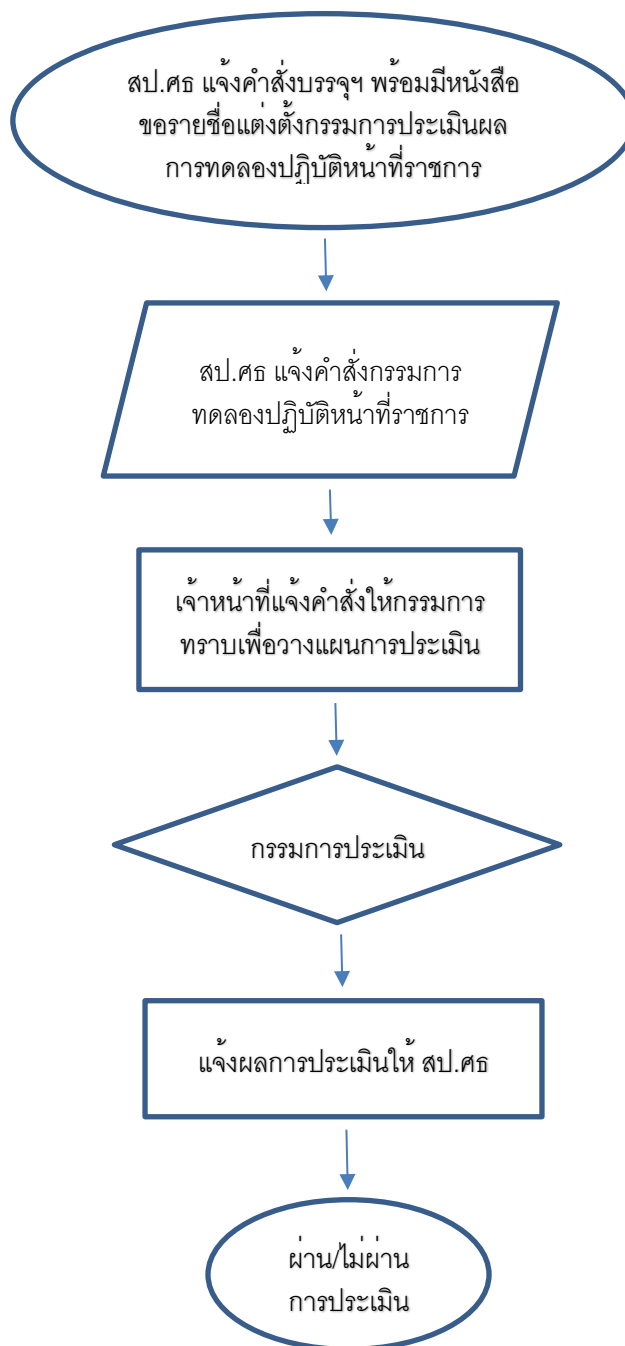 สป.ศธ แจ้งคำสั่งบรรจุฯ พร้อมมีหนังสือ
ขอรายชื่อแต่งตั้งกรรมการประเมินผล
การทดลองปฏิบัติหน้าที่ราชการ
สป.ศธ แจ้งคำสั่งกรรมการ
ทดลองปฏิบัติหน้าที่ราชการ
เจ้าหน้าที่แจ้งคำสั่งให้กรรมการ
ทราบเพื่อวางแผนการประเมิน
กรรมการประเมิน
แจ้งผลการประเมินให้ สป.ศธ
ผ่าน/ไม่ผ่าน
การประเมิน